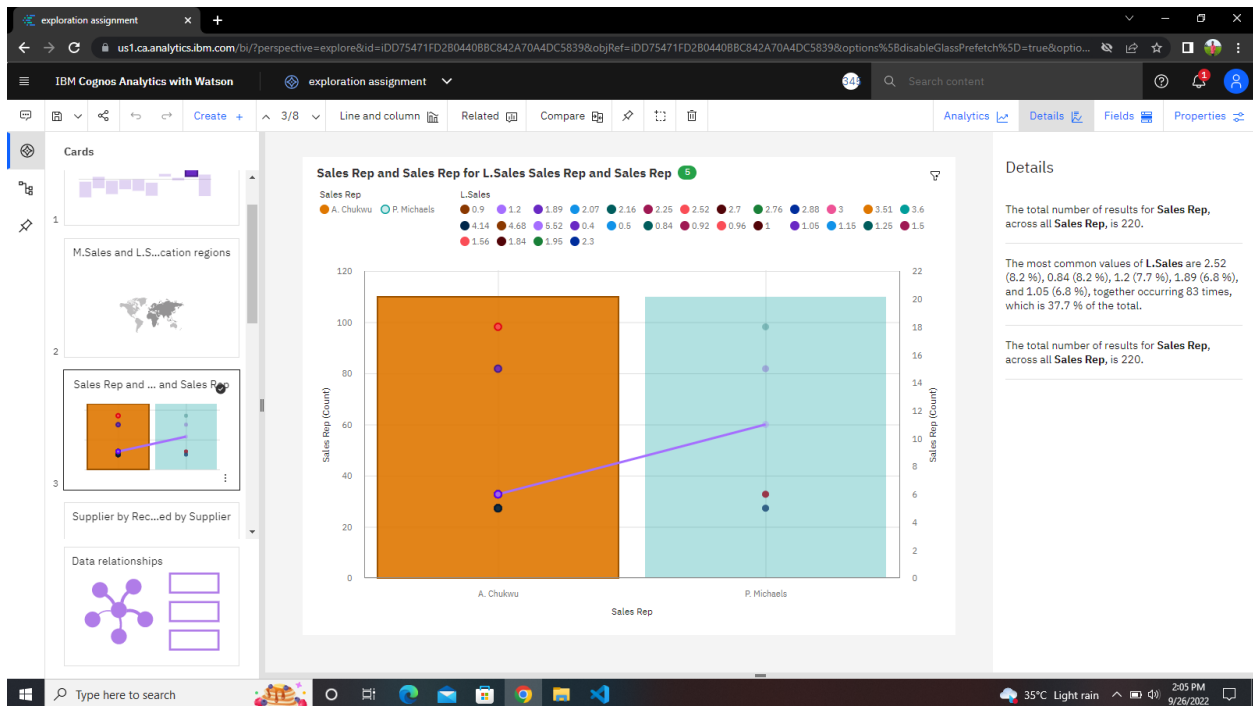 exploration assignment
us1.ca.analytics.ibm.com/bi/?perspective=explore&id=iDD75471FD2B0440BBC842A70A4DC5839&objRef=iDD75471FD2B0440BBC842A70A4DC5839&options%5BdisableGlassPrefetch%5D=true&optio...
IBM Cognos Analytics with Watson
exploration assignment
Search content
1
Create +
3/8
Line and column
Related
Compare
Analytics
Details
Fields
Properties
Cards
1
M.Sales and L.S...cation regions
2
Sales Rep and ... and Sales Rep
3
Supplier by Rec...ed by Supplier
Data relationships
Sales Rep and Sales Rep for L.Sales Sales Rep and Sales Rep 5
Sales Rep
A. Chukwu P. Michaels
L.Sales
0.9 1.2 1.89 2.07 2.16 2.25 2.52 2.7 2.76 2.88 3 3.51 3.6
4.14 4.68 5.52 0.4 0.5 0.84 0.92 0.96 1 1.05 1.15 1.25 1.5
1.56 1.84 1.95 2.3
120
100
80
60
40
20
0
Sales Rep (Count)
22
20
18
16
14
12
10
8
6
4
2
0
Sales Rep (Count)
A. Chukwu P. Michaels
Sales Rep
Details
The total number of results for Sales Rep,
across all Sales Rep, is 220.
The most common values of L.Sales are 2.52
(8.2 %), 0.84 (8.2 %), 1.2 (7.7 %), 1.89 (6.8 %),
and 1.05 (6.8 %), together occurring 83 times,
which is 37.7 % of the total.
The total number of results for Sales Rep,
across all Sales Rep, is 220.
Type here to search
35°C Light rain
2:05 PM
9/26/2022